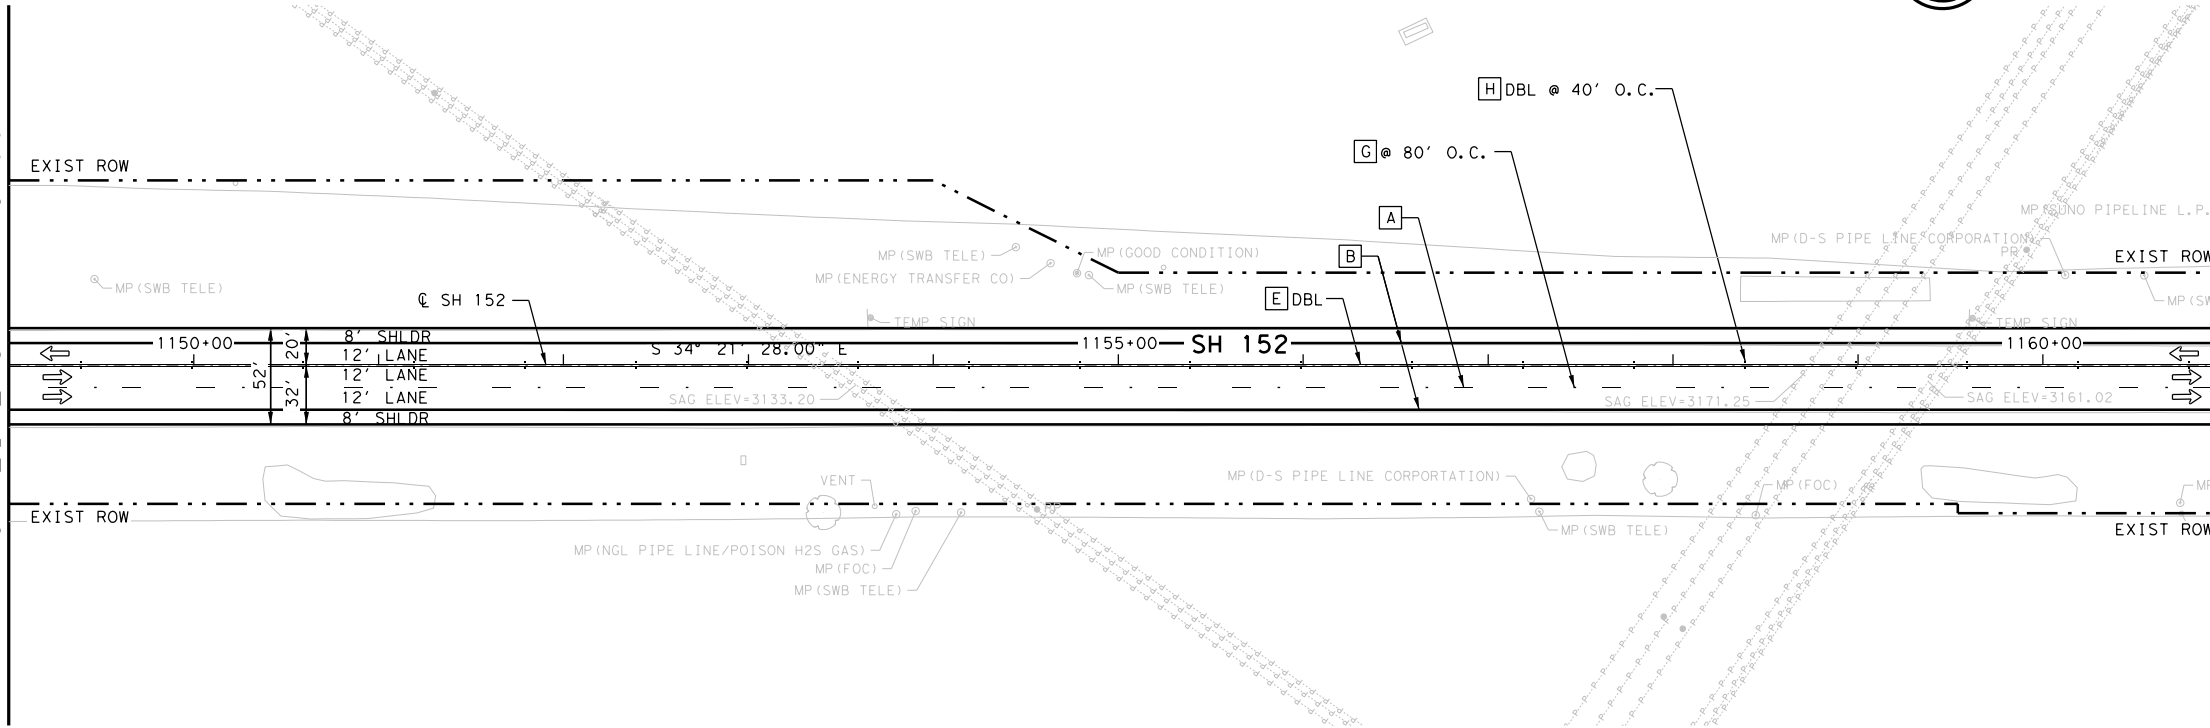 H DBL @ 40' O.C.
G @ 80' O.C.
EXIST ROW
A
MP(SUNO PIPELINE L.P.
MP(D-S PIPE LINE CORPORATION)
MP(SWB TELE)
MP(GOOD CONDITION)
B
PR
EXIST ROW
MP(ENERGY TRANSFER CO)
MP(SWB TELE)
MP(SWB TELE)
℄ SH 152
E DBL
MP(SW
TEMP SIGN
TEMP SIGN
8' SHLDR
1150+00
20'
12' LANE
S 34° 21' 28.00" E
1155+00
SH 152
1160+00
52'
12' LANE
32'
12' LANE
SAG ELEV=3133.20
SAG ELEV=3171.25
SAG ELEV=3161.02
8' SHLDR
VENT
MP(D-S PIPE LINE CORPORTATION)
MP(FOC)
MP
EXIST ROW
PP
MP(SWB TELE)
EXIST ROW
MP(NGL PIPE LINE/POISON H2S GAS)
MP(FOC)
MP(SWB TELE)